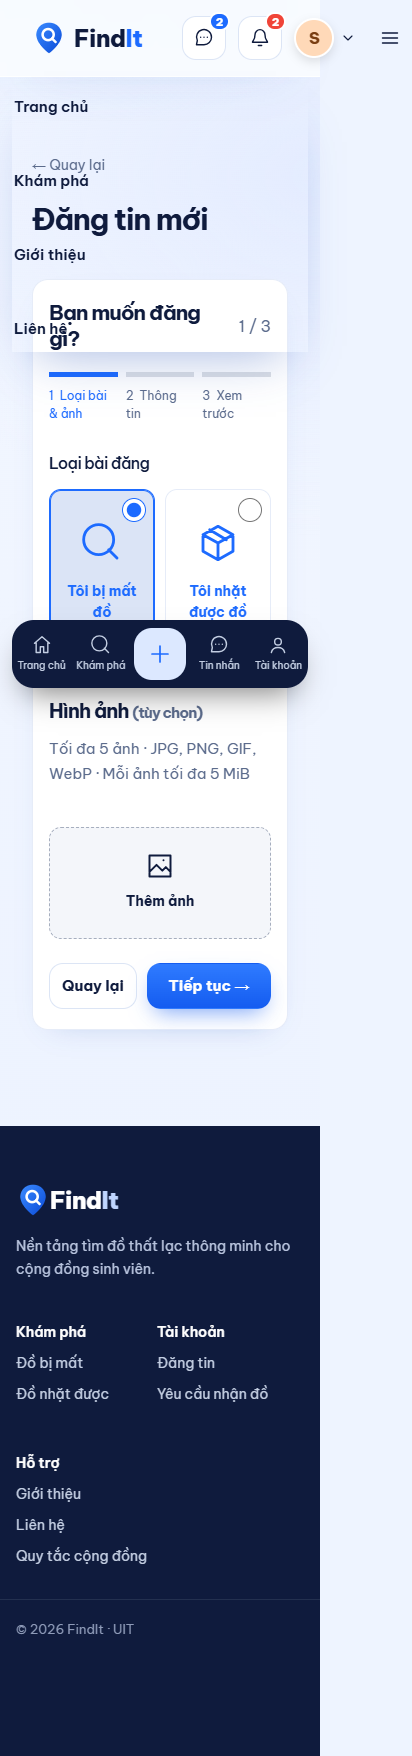 FindIt
2
2
S
Trang chủ
← Quay lại
Khám phá
Đăng tin mới
Giới thiệu
Liên hệ
Bạn muốn đăng gì?
1 / 3
1 Loại bài & ảnh
2 Thông tin
3 Xem trước
Loại bài đăng
Tôi bị mất đồ
Tôi nhặt được đồ
Trang chủ
Khám phá
Tin nhắn
Tài khoản
Hình ảnh (tùy chọn)
Tối đa 5 ảnh · JPG, PNG, GIF,
WebP · Mỗi ảnh tối đa 5 MiB
Thêm ảnh
Quay lại
Tiếp tục →
FindIt
Nền tảng tìm đồ thất lạc thông minh cho
cộng đồng sinh viên.
Khám phá
Đồ bị mất
Đồ nhặt được
Tài khoản
Đăng tin
Yêu cầu nhận đồ
Hỗ trợ
Giới thiệu
Liên hệ
Quy tắc cộng đồng
© 2026 FindIt · UIT